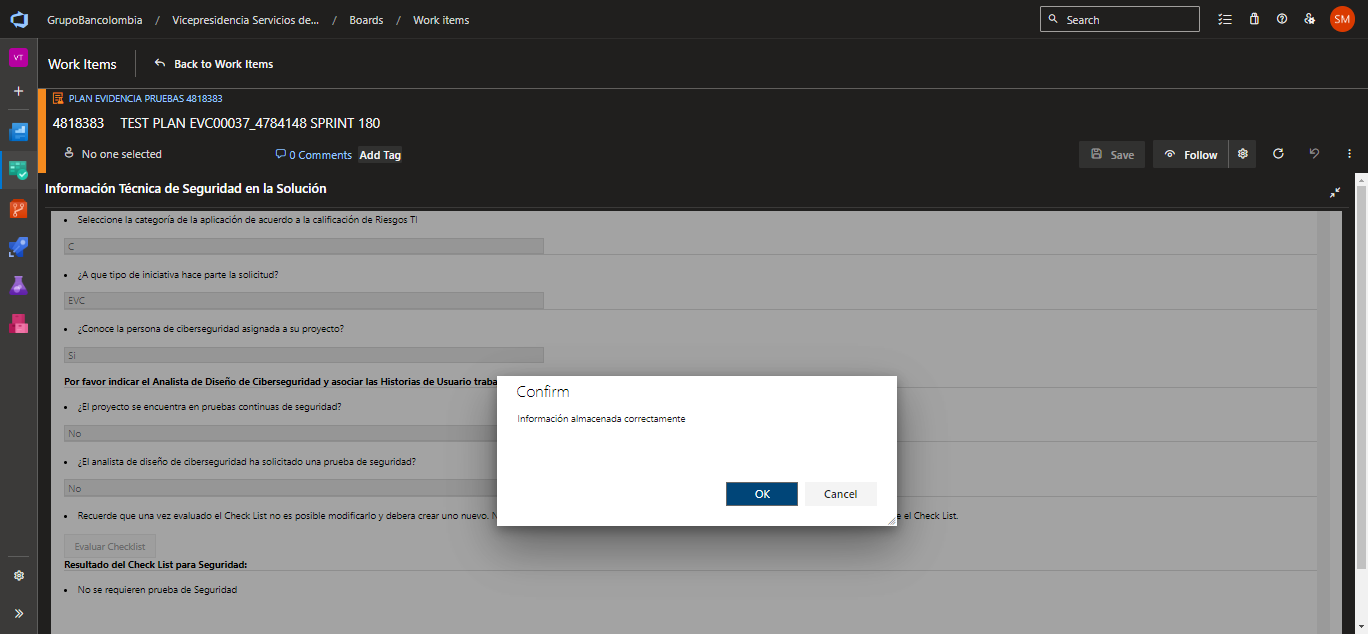 GrupoBancolombia / Vicepresidencia Servicios de... / Boards / Work items
Search
SM
VT
Work Items
Back to Work Items
PLAN EVIDENCIA PRUEBAS 4818383
4818383 TEST PLAN EVC00037_4784148 SPRINT 180
No one selected
0 Comments
Add Tag
Save
Follow
Información Técnica de Seguridad en la Solución
Seleccione la categoría de la aplicación de acuerdo a la calificación de Riesgos TI
C
¿A que tipo de iniciativa hace parte la solicitud?
EVC
¿Conoce la persona de ciberseguridad asignada a su proyecto?
Si
Por favor indicar el Analista de Diseño de Ciberseguridad y asociar las Historias de Usuario traba
¿El proyecto se encuentra en pruebas continuas de seguridad?
No
¿El analista de diseño de ciberseguridad ha solicitado una prueba de seguridad?
No
Recuerde que una vez evaluado el Check List no es posible modificarlo y debera crear uno nuevo. N
e el Check List.
Evaluar Checklist
Resultado del Check List para Seguridad:
No se requieren prueba de Seguridad
Confirm
Información almacenada correctamente
OK
Cancel